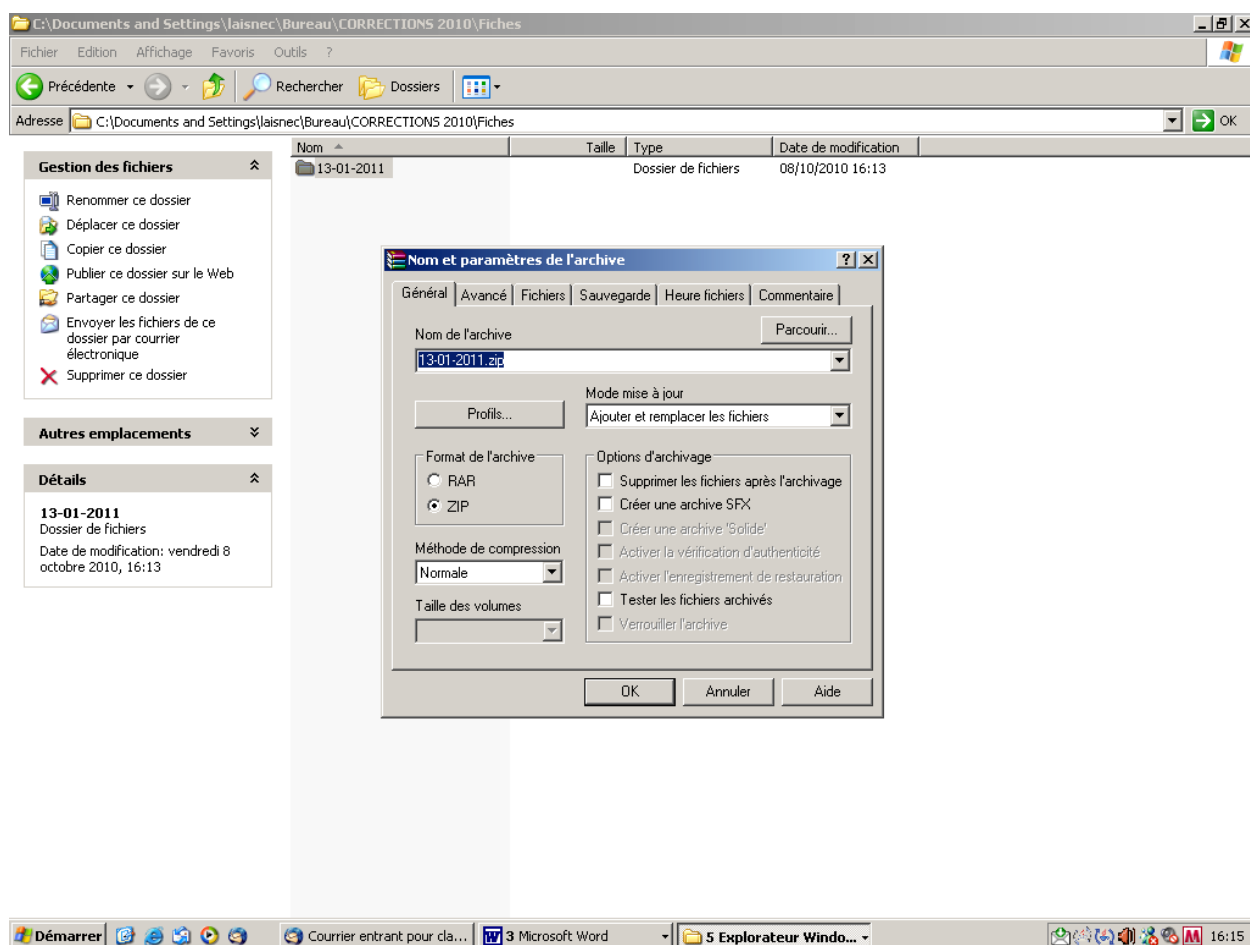 C:\Documents and Settings\laisnec\Bureau\CORRECTIONS 2010\Fiches
Fichier Edition Affichage Favoris Outils ?
Précédente Rechercher Dossiers
Adresse C:\Documents and Settings\laisnec\Bureau\CORRECTIONS 2010\Fiches OK
Nom Taille Type Date de modification
13-01-2011 Dossier de fichiers 08/10/2010 16:13
Gestion des fichiers
Renommer ce dossier
Déplacer ce dossier
Copier ce dossier
Publier ce dossier sur le Web
Partager ce dossier
Envoyer les fichiers de ce
dossier par courrier
électronique
Supprimer ce dossier
Autres emplacements
Détails
13-01-2011
Dossier de fichiers
Date de modification: vendredi 8
octobre 2010, 16:13
Nom et paramètres de l'archive
Général Avancé Fichiers Sauvegarde Heure fichiers Commentaire
Nom de l'archive
Parcourir...
13-01-2011.zip
Profils...
Mode mise à jour
Ajouter et remplacer les fichiers
Format de l'archive
RAR
ZIP
Méthode de compression
Normale
Taille des volumes
Options d'archivage
Supprimer les fichiers après l'archivage
Créer une archive SFX
Créer une archive 'Solide'
Activer la vérification d'authenticité
Activer l'enregistrement de restauration
Tester les fichiers archivés
Verrouiller l'archive
OK Annuler Aide
Démarrer Courrier entrant pour cla... 3 Microsoft Word 5 Explorateur Windo... 16:15